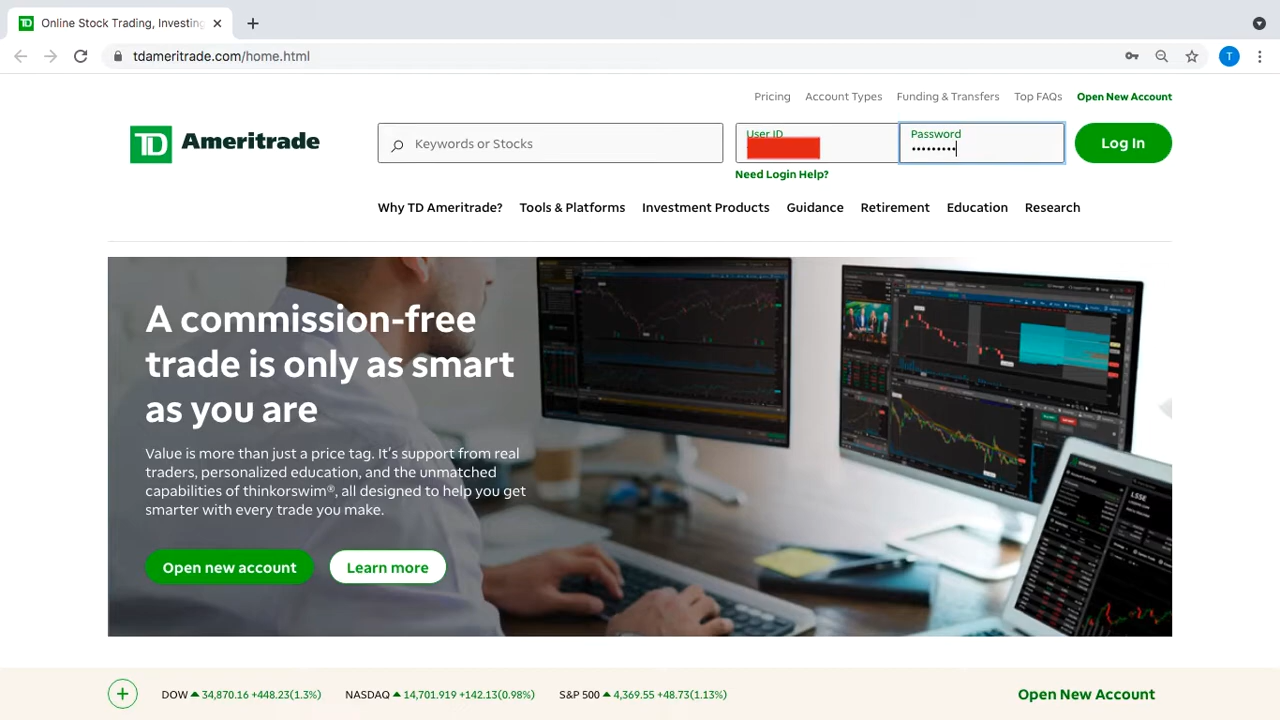 TD Online Stock Trading, Investing
tdameritrade.com/home.html
T
Pricing Account Types Funding & Transfers Top FAQs Open New Account
TD Ameritrade
Keywords or Stocks
User ID
Password
•••••••••
Log In
Need Login Help?
Why TD Ameritrade? Tools & Platforms Investment Products Guidance Retirement Education Research
A commission-free
trade is only as smart
as you are
Value is more than just a price tag. It's support from real
traders, personalized education, and the unmatched
capabilities of thinkorswim®, all designed to help you get
smarter with every trade you make.
Open new account Learn more
DOW 34,870.16 +448.23(1.3%) NASDAQ 14,701.919 +142.13(0.98%) S&P 500 4,369.55 +48.73(1.13%) Open New Account